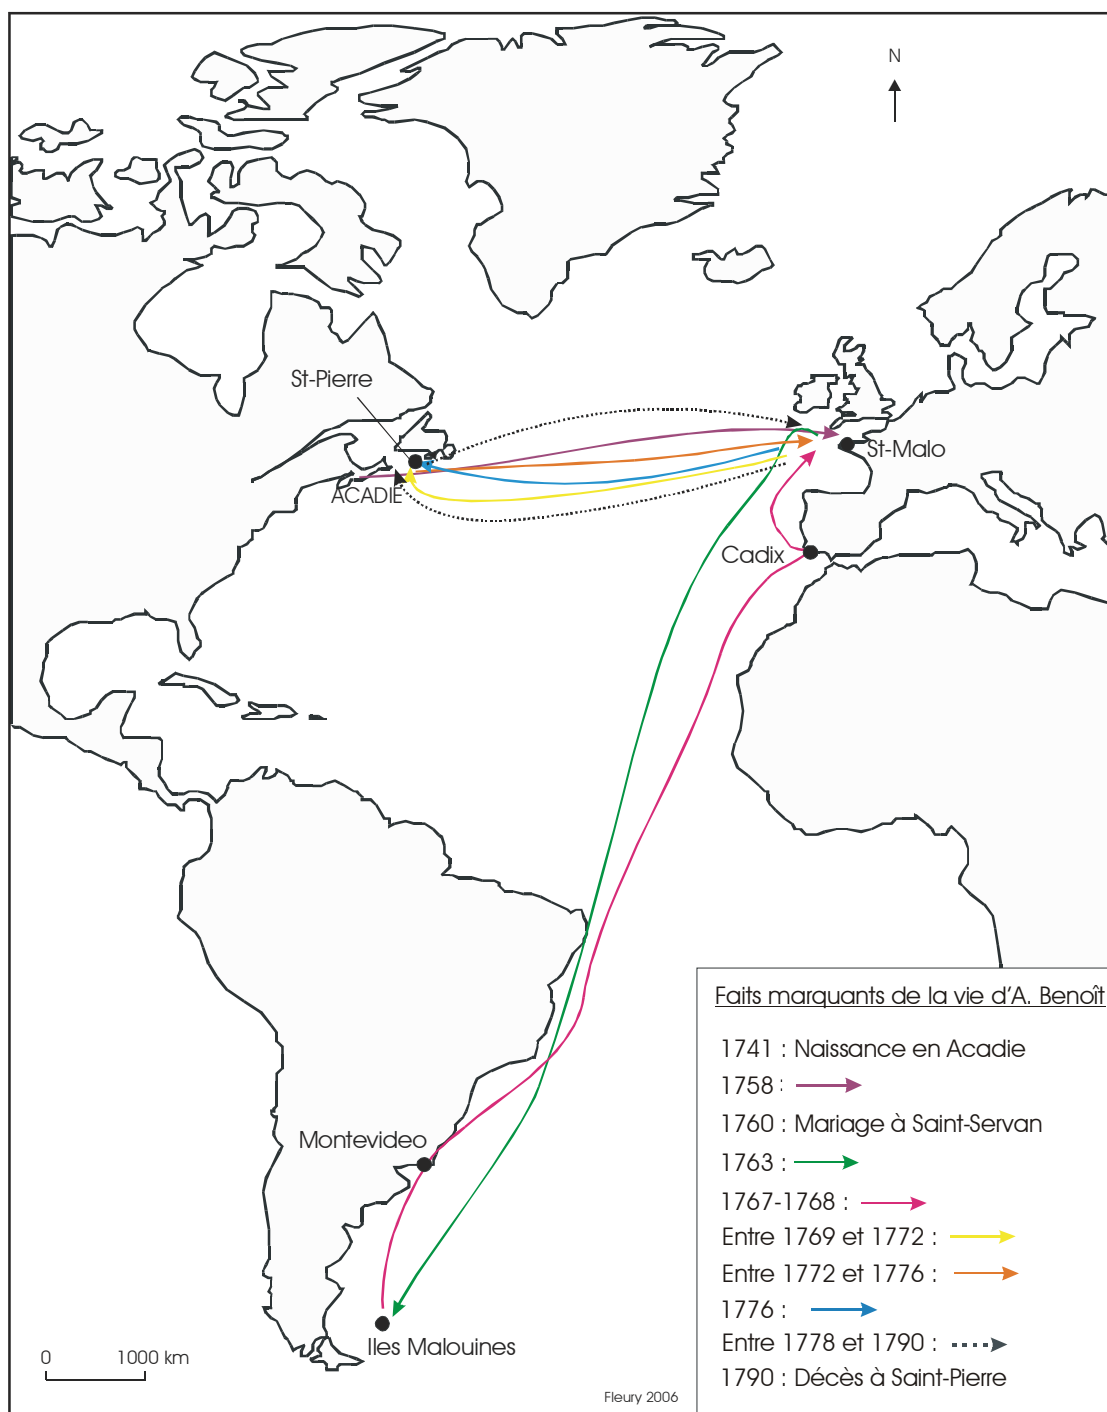 N
St-Pierre
St-Malo
ACADIE
Cadix
Montevideo
Iles Malouines
0 1000 km
Fleury 2006
Faits marquants de la vie d'A. Benoît
1741 : Naissance en Acadie
1758 :
1760 : Mariage à Saint-Servan
1763 :
1767-1768 :
Entre 1769 et 1772 :
Entre 1772 et 1776 :
1776 :
Entre 1778 et 1790 :
1790 : Décès à Saint-Pierre